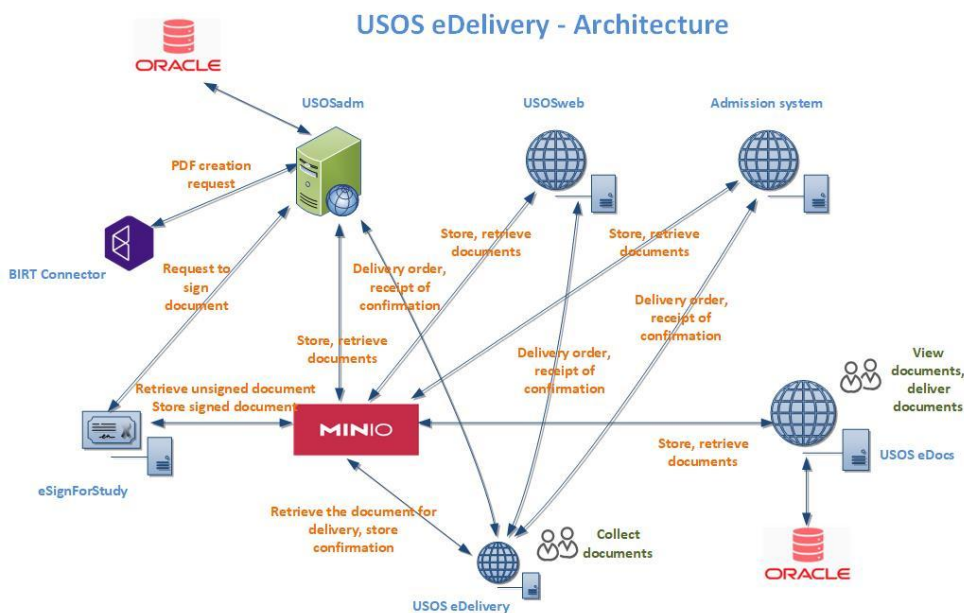 USOS eDelivery - Architecture
ORACLE
USOSadm
USOSweb
Admission system
PDF creation
request
BIRT Connector
Request to
sign
document
Delivery order,
receipt of
confirmation
Store, retrieve
documents
Store, retrieve
documents
Store, retrieve
documents
Delivery order,
receipt of
confirmation
Delivery order,
receipt of
confirmation
View
documents,
deliver
documents
Retrieve unsigned document
Store signed document
MINIO
Store, retrieve
documents
USOS eDocs
eSignForStudy
Retrieve the document for
delivery, store
confirmation
Collect
documents
ORACLE
USOS eDelivery